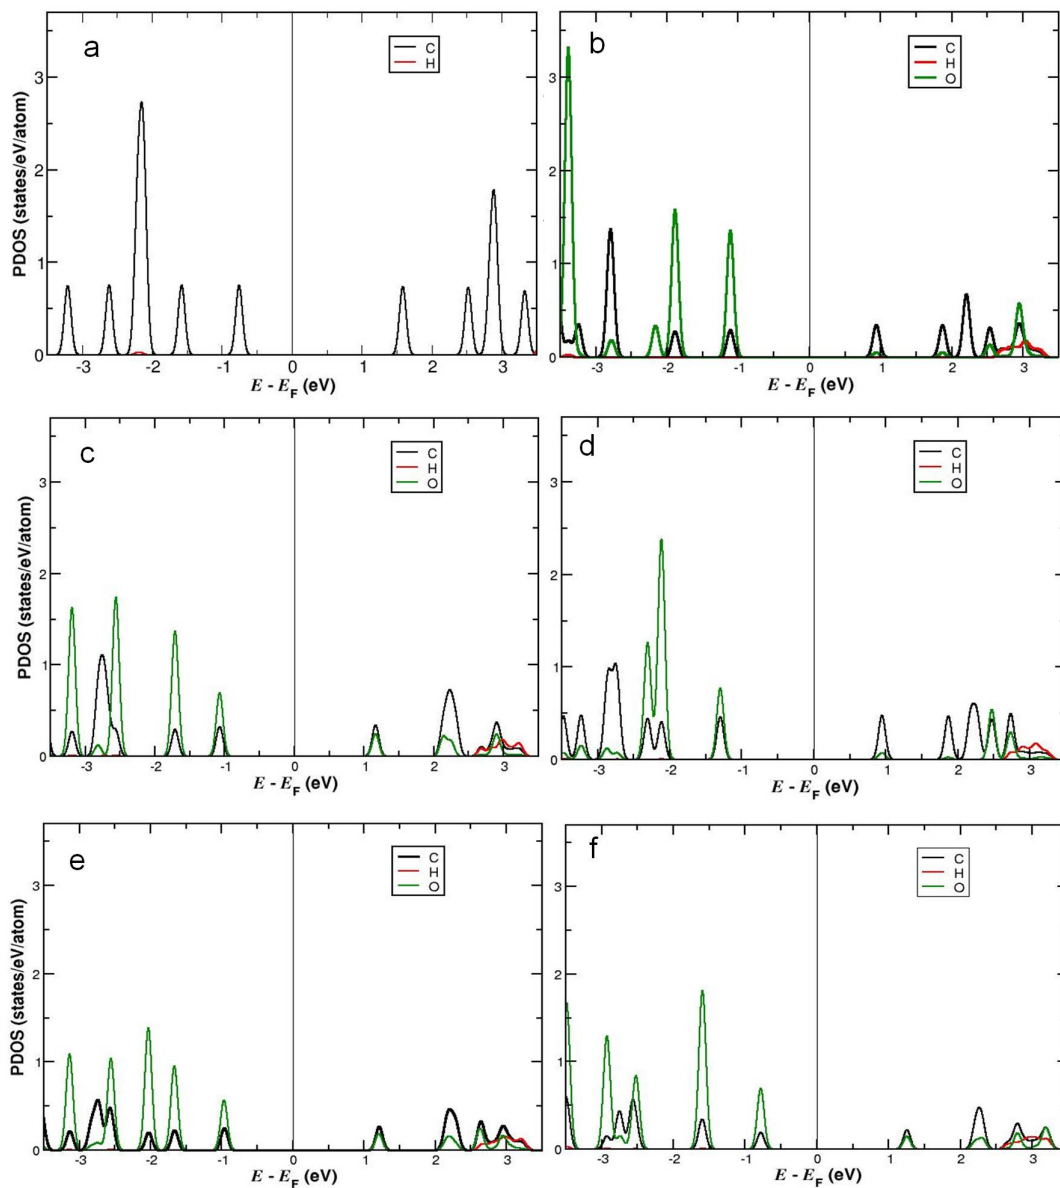 a
C
H
3
2
1
0
PDOS (states/eV/atom)
-3 -2 -1 0 1 2 3
E - EF (eV)
b
C
H
O
3
2
1
0
-3 -2 -1 0 1 2 3
E - EF (eV)
c
C
H
O
3
2
1
0
PDOS (states/eV/atom)
-3 -2 -1 0 1 2 3
E - EF (eV)
d
C
H
O
3
2
1
0
-3 -2 -1 0 1 2 3
E - EF (eV)
e
C
H
O
3
2
1
0
PDOS (states/eV/atom)
-3 -2 -1 0 1 2 3
E - EF (eV)
f
C
H
O
3
2
1
0
-3 -2 -1 0 1 2 3
E - EF (eV)